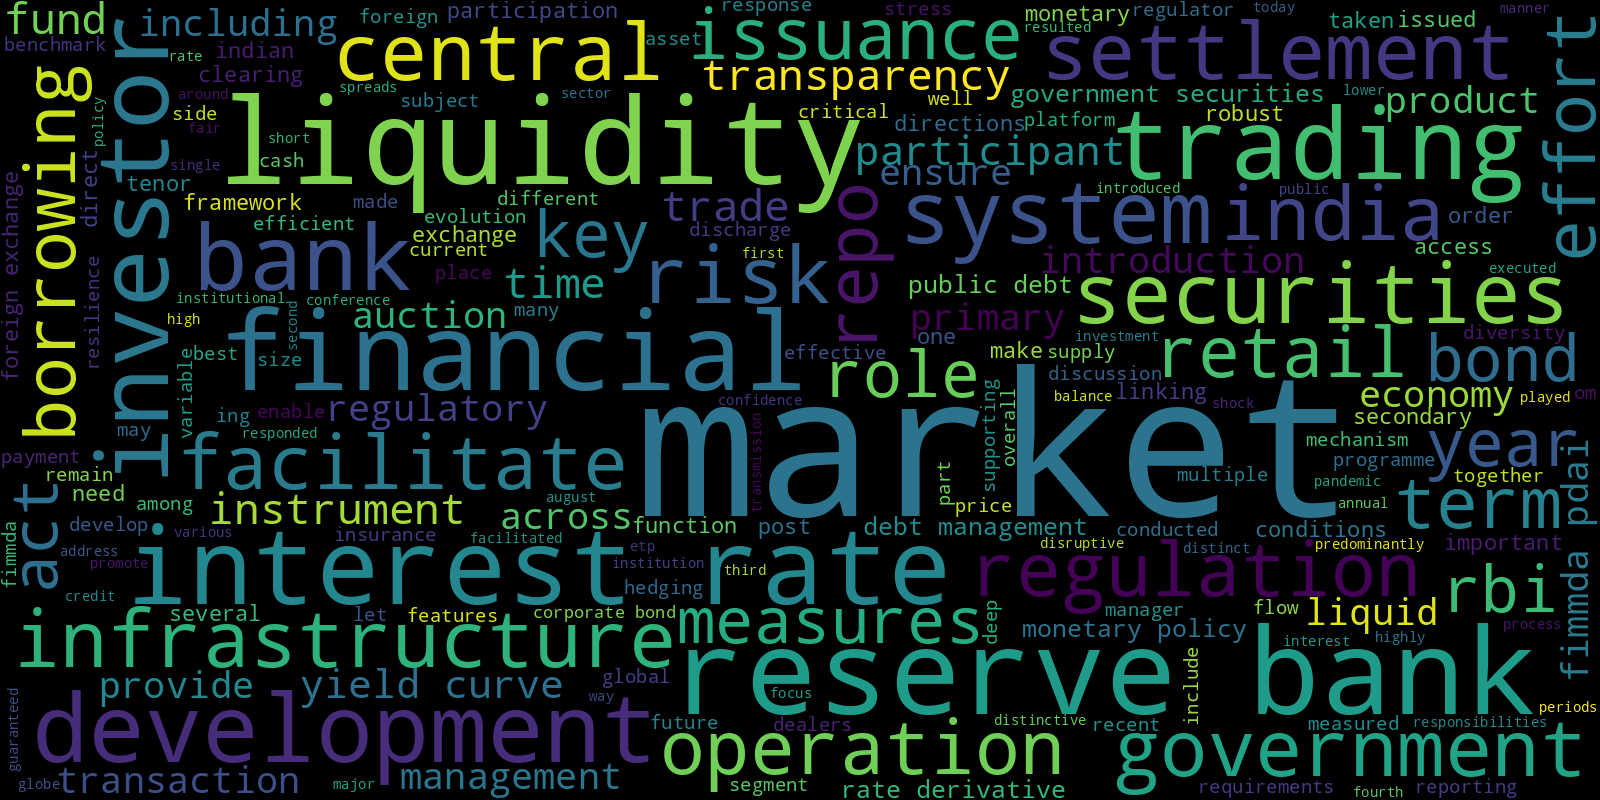 fund
including
foreign
participation
response
stress
monetary
regulator
today
taken
issued
manner
benchmark
indian
rate
central
asset
issuance
resulted
settlement
effort
clearing
spreads
transparency
borrowing
investor
policy
around
side
fair
subject
sector
critical
well
government securities
lower
product
liquidity
directions
platform
robust
trading
short
cash
single
participant
ensure
foreign exchange
direct
tenor
framework
made
different
trade
repo
introduced
public
system
india
order
efficient
evolution
exchange
current
key
discharge
first
bank
risk
introduction
access
resilience
place
time
institutional
conference
many
public debt
securities
executed
high
auction
second
primary
investment
diversity
financial
best
size
effective
one
make
supply
retail
bond
variable
role
discussion
linking
economy
played
om
balance
shock
secondary
ing
enable
regulatory
confidence
market
supporting
overall
may
responded
mechanism
year
payment
facilitate
transmission
multiple
programme
together
remain
need
act
among
instrument
august
across
part
price
pandemic
annual
term
fimmda pdai
develop
various
insurance
function
post
debt management
conducted
conditions
fimmda
address
promote
interest rate
facilitated
etp
institution
third
disruptive
distinct
predominantly
important
regulation
credit
hedging
rbi
several
let
features
corporate bond
measures
deep
manager
flow
liquid
process
infrastructure
monetary policy
interest
highly
reserve bank
include
provide
yield curve
global
way
focus
guaranteed
development
future
dealers
distinctive
recent
measured
responsibilities
periods
operation
government
globe
transaction
major
management
segment
rate derivative
requirements
fourth
reporting